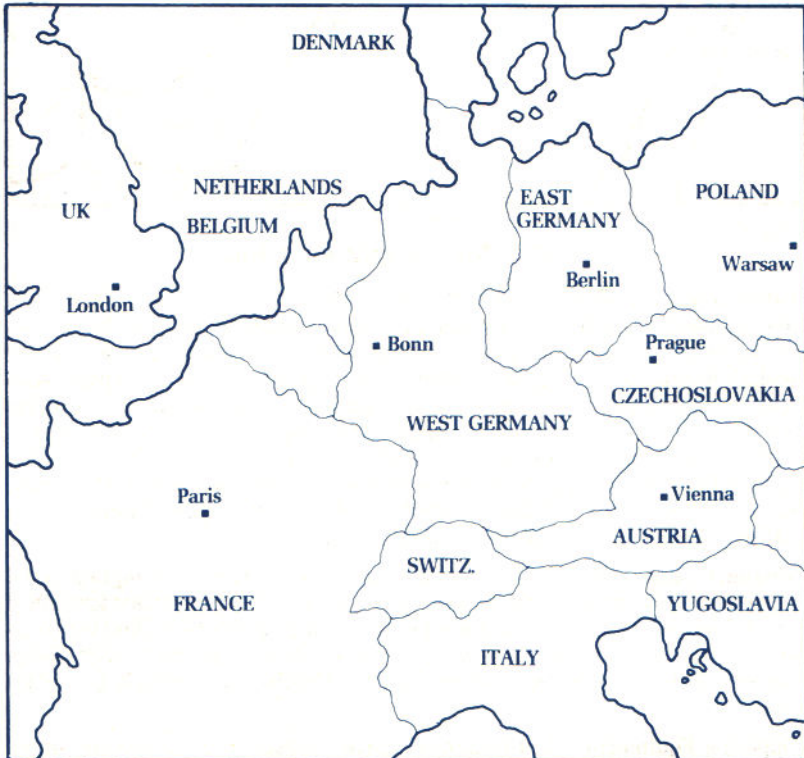 DENMARK
NETHERLANDS
BELGIUM
UK
London
EAST
GERMANY
Berlin
POLAND
Warsaw
Bonn
Prague
CZECHOSLOVAKIA
WEST GERMANY
Paris
Vienna
AUSTRIA
SWITZ.
FRANCE
YUGOSLAVIA
ITALY